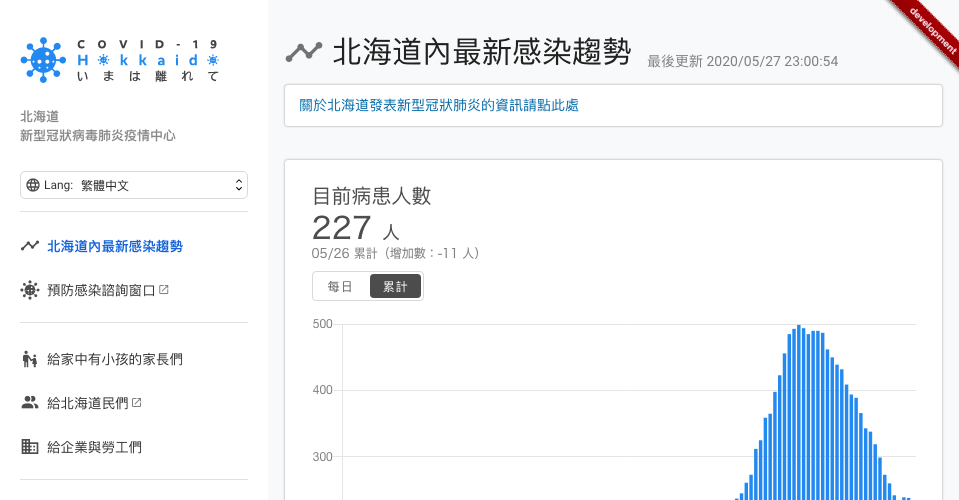 COVID-19
Hokkaido
いまは離れて
北海道
新型冠狀病毒肺炎疫情中心
Lang: 繁體中文
北海道內最新感染趨勢
預防感染諮詢窗口
給家中有小孩的家長們
給北海道民們
給企業與勞工們
development
北海道內最新感染趨勢
最後更新 2020/05/27 23:00:54
關於北海道發表新型冠狀肺炎的資訊請點此處
目前病患人數
227 人
05/26 累計（增加數：-11 人）
每日 累計
500
400
300